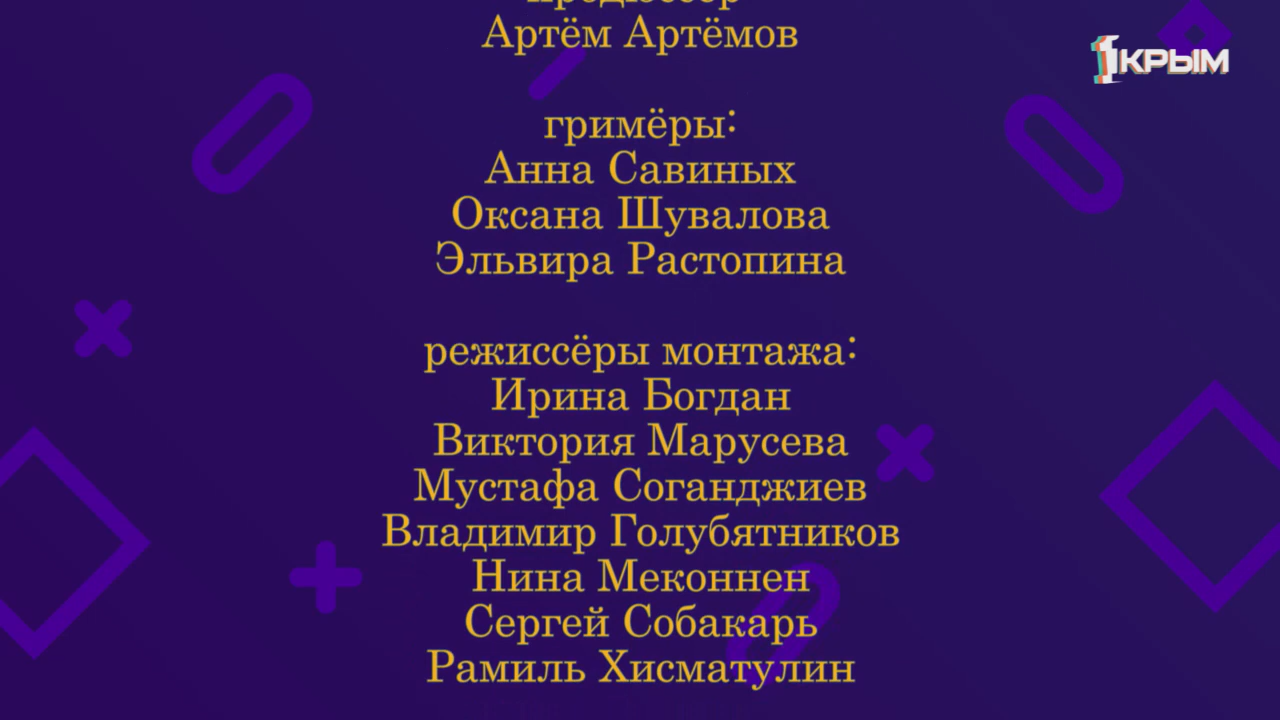 продюссер
Артём Артёмов
1КРЫМ
гримёры:
Анна Савиных
Оксана Шувалова
Эльвира Растопина
режиссёры монтажа:
Ирина Богдан
Виктория Марусева
Мустафа Соганджиев
Владимир Голубятников
Нина Меконнен
Сергей Собакарь
Рамиль Хисматулин